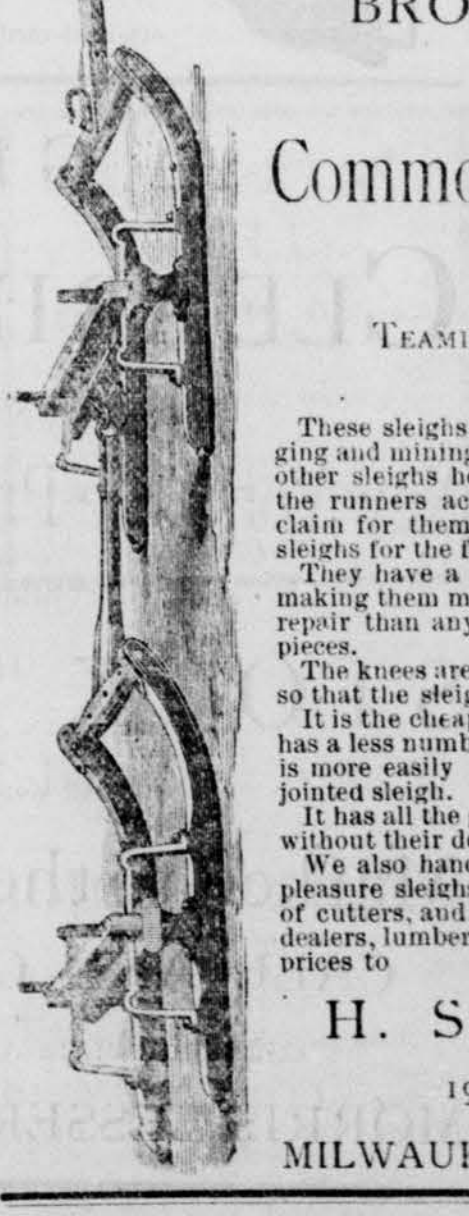 BRO
Commo
TEAMI
These sleighs
ging and mining
other sleighs h
the runners ac
claim for them
sleighs for the f
They have a
making them m
repair than any
pieces.
The knees are
so that the sleig
It is the cheap
has a less numb
is more easily
jointed sleigh.
It has all the
without their de
We also hand
pleasure sleighs
of cutters, and
dealers, lumber
prices to
H. S
19
MILWAUK